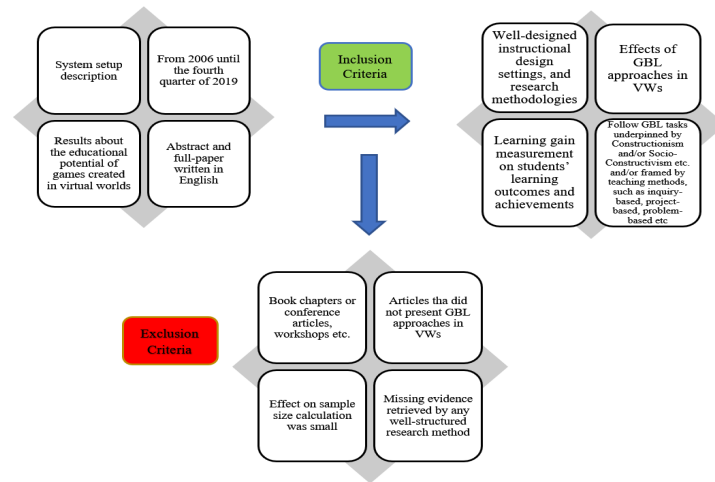 System setup
description
From 2006 until
the fourth
quarter of 2019
Results about
the educational
potential of
games created
in virtual worlds
Abstract and
full-paper
written in
English
Inclusion
Criteria
Well-designed
instructional
design
settings, and
research
methodologies
Effects of
GBL
approaches in
VWs
Learning gain
measurement
on students'
learning
outcomes and
achievements
Follow GBL tasks
underpinned by
Constructionism
and/or Socio-
Constructivism etc.
and/or framed by
teaching methods,
such as inquiry-
based, project-
based, problem-
based etc
Exclusion
Criteria
Book chapters or
conference
articles,
workshops etc.
Articles tha did
not present GBL
approaches in
VWs
Effect on sample
size calculation
was small
Missing evidence
retrieved by any
well-structured
research method